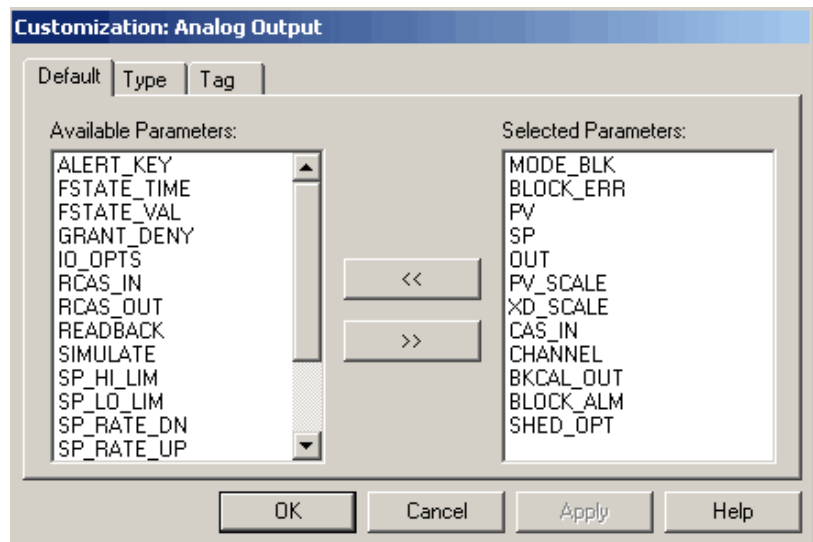 Customization: Analog Output
Default Type Tag
Available Parameters:
ALERT_KEY
FSTATE_TIME
FSTATE_VAL
GRANT_DENY
IO_OPTS
RCAS_IN
RCAS_OUT
READBACK
SIMULATE
SP_HI_LIM
SP_LO_LIM
SP_RATE_DN
SP_RATE_UP
<<
>>
Selected Parameters:
MODE_BLK
BLOCK_ERR
PV
SP
OUT
PV_SCALE
XD_SCALE
CAS_IN
CHANNEL
BKCAL_OUT
BLOCK_ALM
SHED_OPT
OK Cancel Apply Help